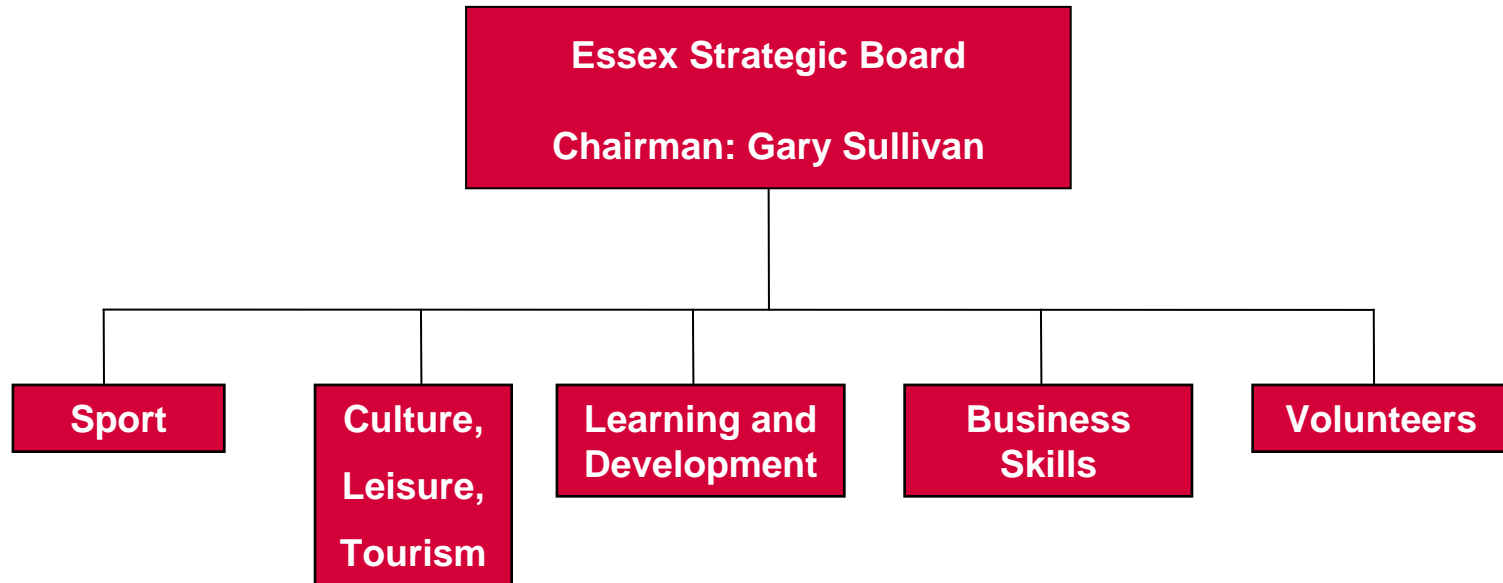 Essex Strategic Board
Chairman: Gary Sullivan
Sport
Culture,
Leisure,
Tourism
Learning and
Development
Business
Skills
Volunteers